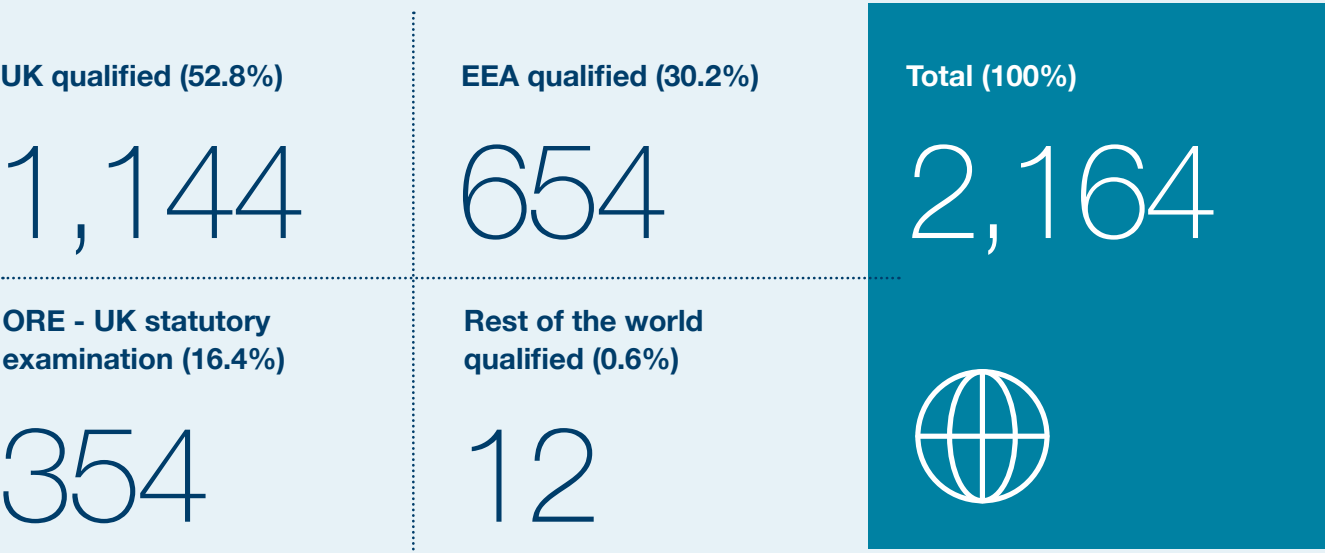 UK qualified (52.8%)
1,144
EEA qualified (30.2%)
654
Total (100%)
2,164
ORE - UK statutory
examination (16.4%)
354
Rest of the world
qualified (0.6%)
12